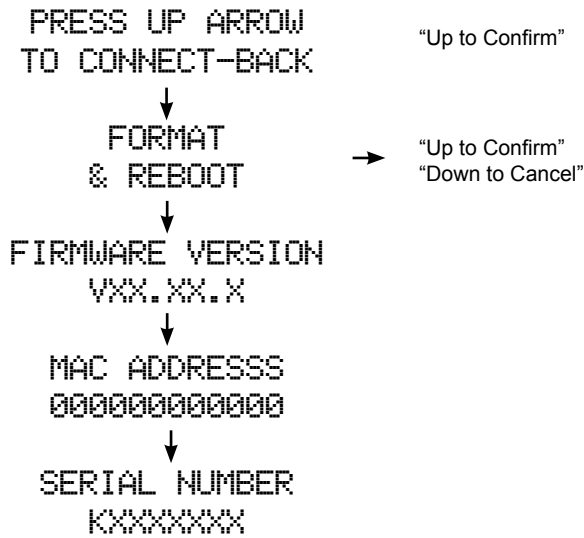 PRESS UP ARROW
TO CONNECT-BACK
“Up to Confirm”
FORMAT
& REBOOT
“Up to Confirm”
“Down to Cancel”
FIRMWARE VERSION
VXX.XX.X
MAC ADDRESSS
000000000000
SERIAL NUMBER
KXXXXXXX